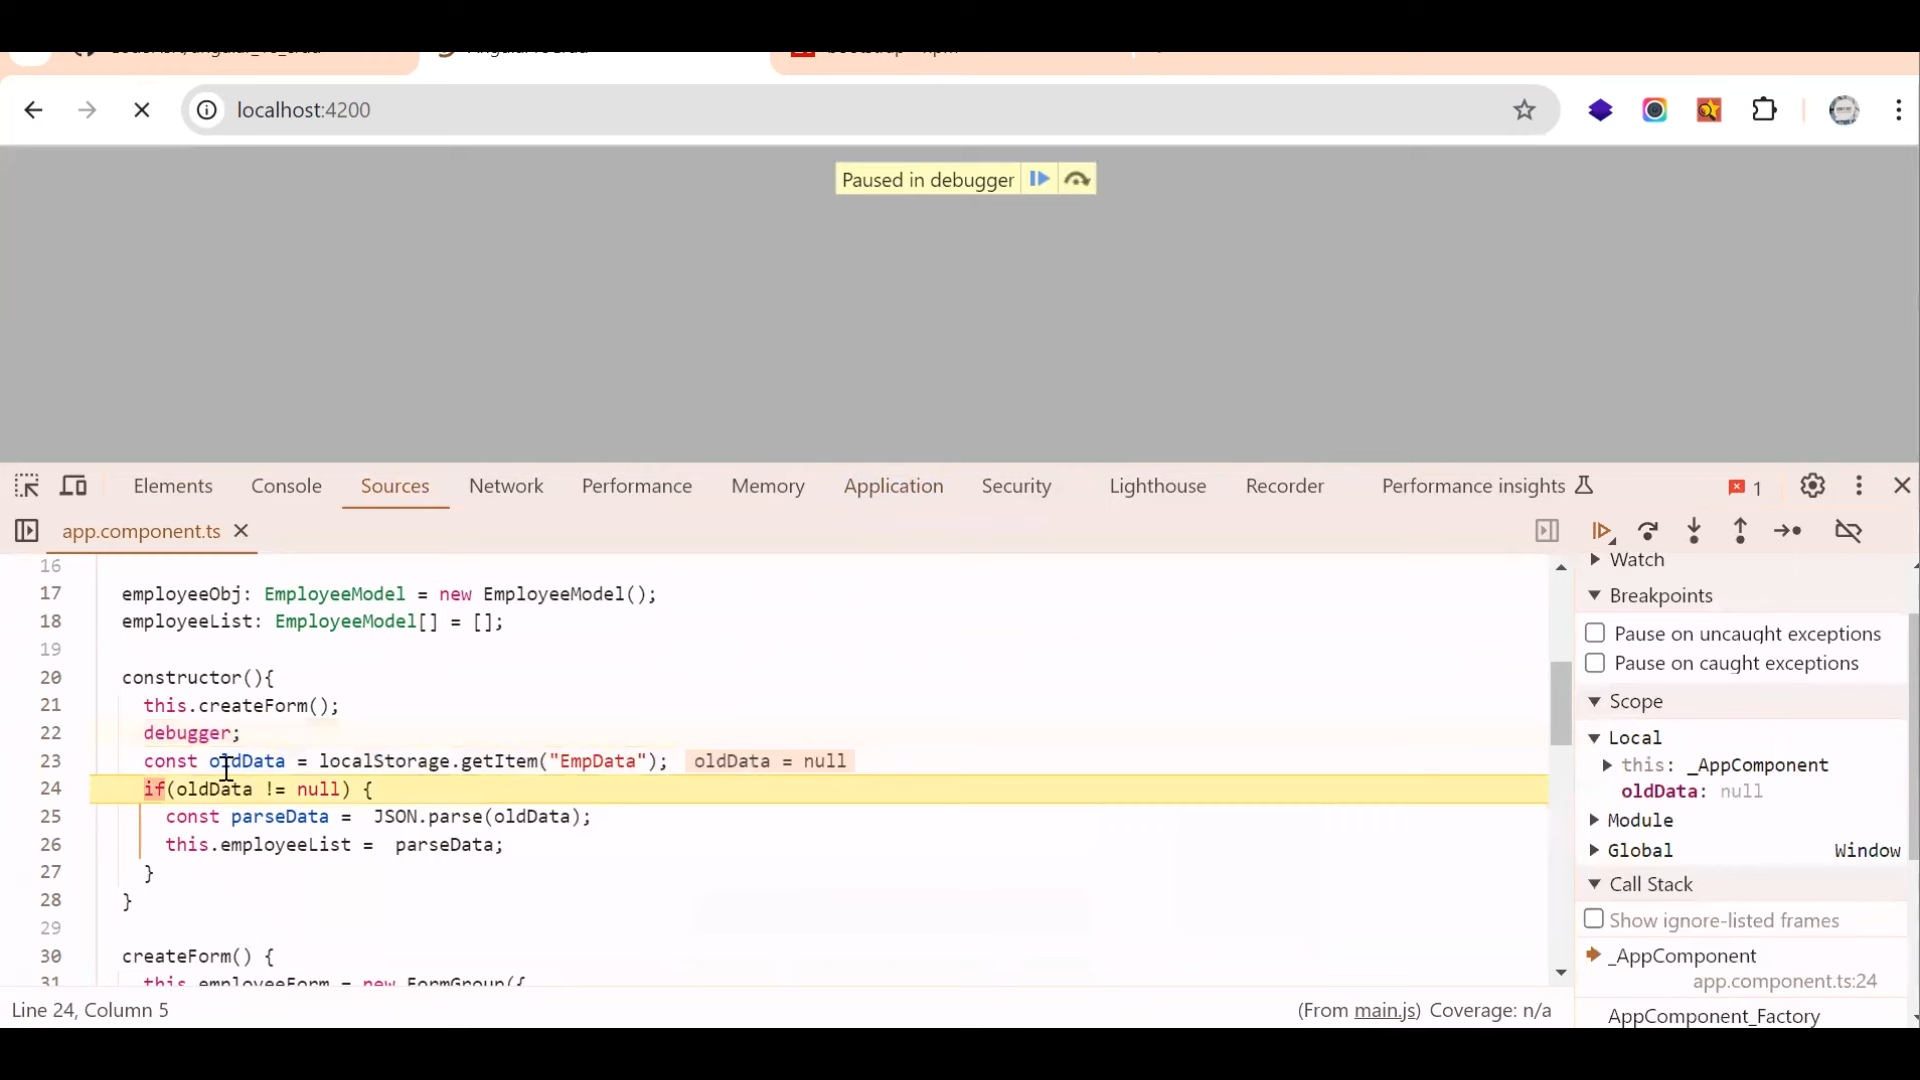 localhost:4200
Paused in debugger
Elements Console Sources Network Performance Memory Application Security Lighthouse Recorder Performance insights 1
app.component.ts
16
17 employeeObj: EmployeeModel = new EmployeeModel();
18 employeeList: EmployeeModel[] = [];
19
20 constructor(){
21 this.createForm();
22 debugger;
23 const oldData = localStorage.getItem("EmpData"); oldData = null
24 if(oldData != null) {
25 const parseData = JSON.parse(oldData);
26 this.employeeList = parseData;
27 }
28 }
29
30 createForm() {
31 this.employeeForm = new FormGroup({
Line 24, Column 5
(From main.js) Coverage: n/a
Watch
Breakpoints
Pause on uncaught exceptions
Pause on caught exceptions
Scope
Local
this: _AppComponent
oldData: null
Module
Global Window
Call Stack
Show ignore-listed frames
_AppComponent
app.component.ts:24
AppComponent_Factory